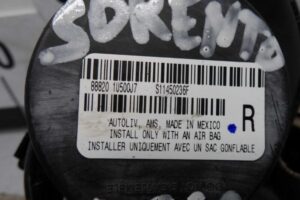 SORENTO
88820 1U500J7 S11450236F
AUTOLIV, AMS, MADE IN MEXICO
INSTALL ONLY WITH AN AIR BAG
INSTALLER UNIQUEMENT AVEC UN SAC GONFLABLE
R